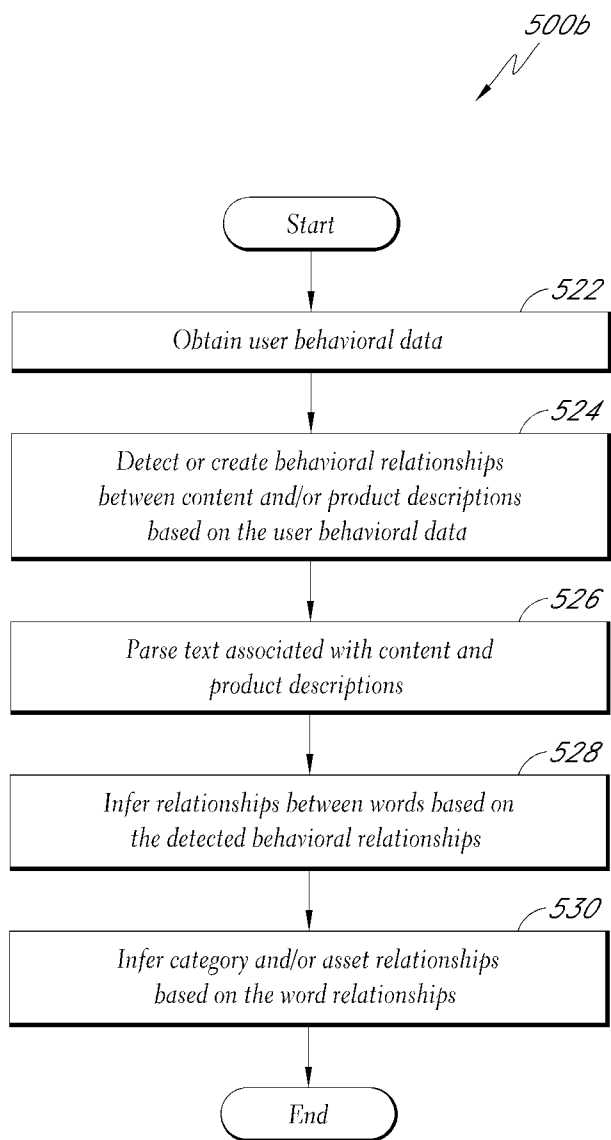 500b
Start
522
Obtain user behavioral data
524
Detect or create behavioral relationships
between content and/or product descriptions
based on the user behavioral data
526
Parse text associated with content and
product descriptions
528
Infer relationships between words based on
the detected behavioral relationships
530
Infer category and/or asset relationships
based on the word relationships
End